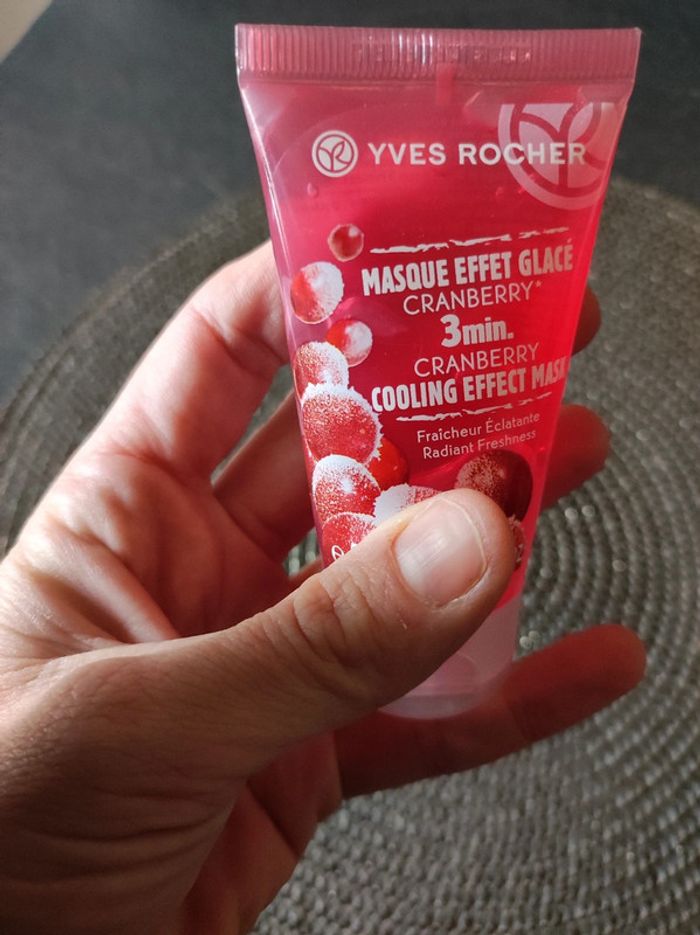 YVES ROCHER
MASQUE EFFET GLACÉ
CRANBERRY*
3min.
CRANBERRY
COOLING EFFECT MASK
Fraîcheur Éclatante
Radiant Freshness